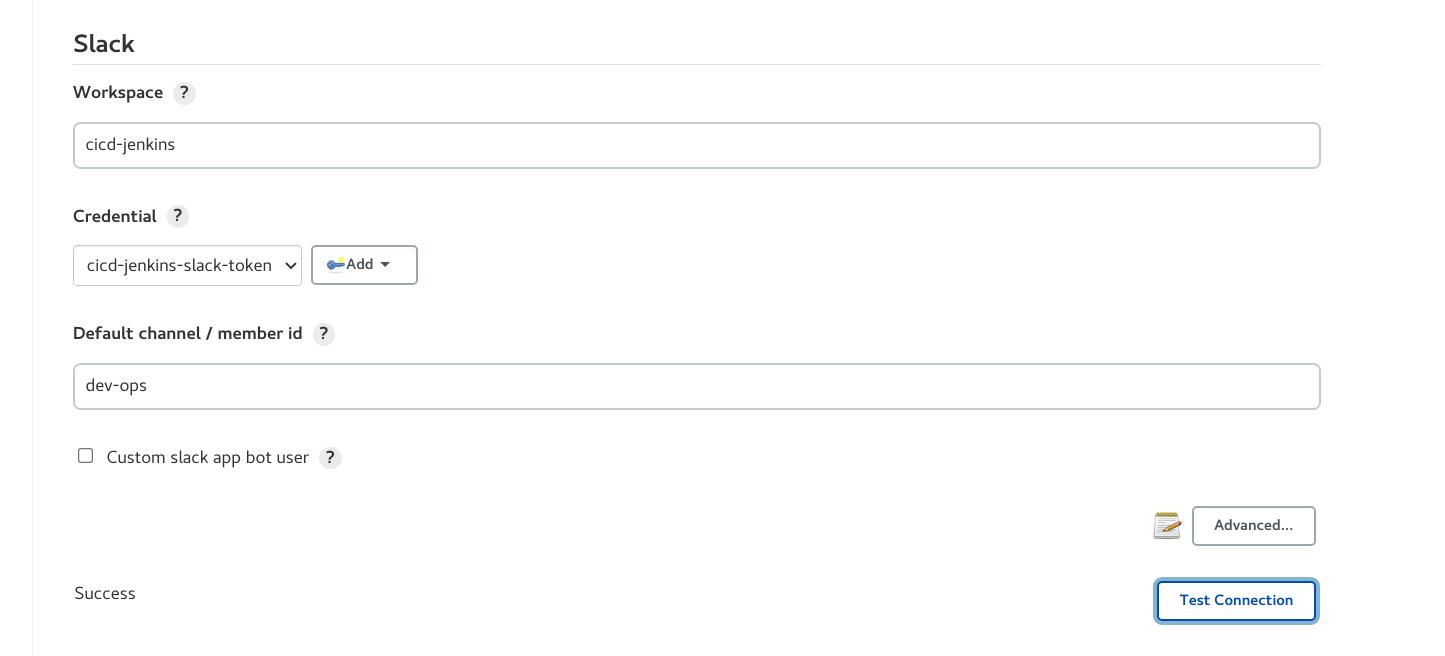 Slack
Workspace ?
cicd-jenkins
Credential ?
cicd-jenkins-slack-token Add
Default channel / member id ?
dev-ops
Custom slack app bot user ?
Advanced...
Success Test Connection